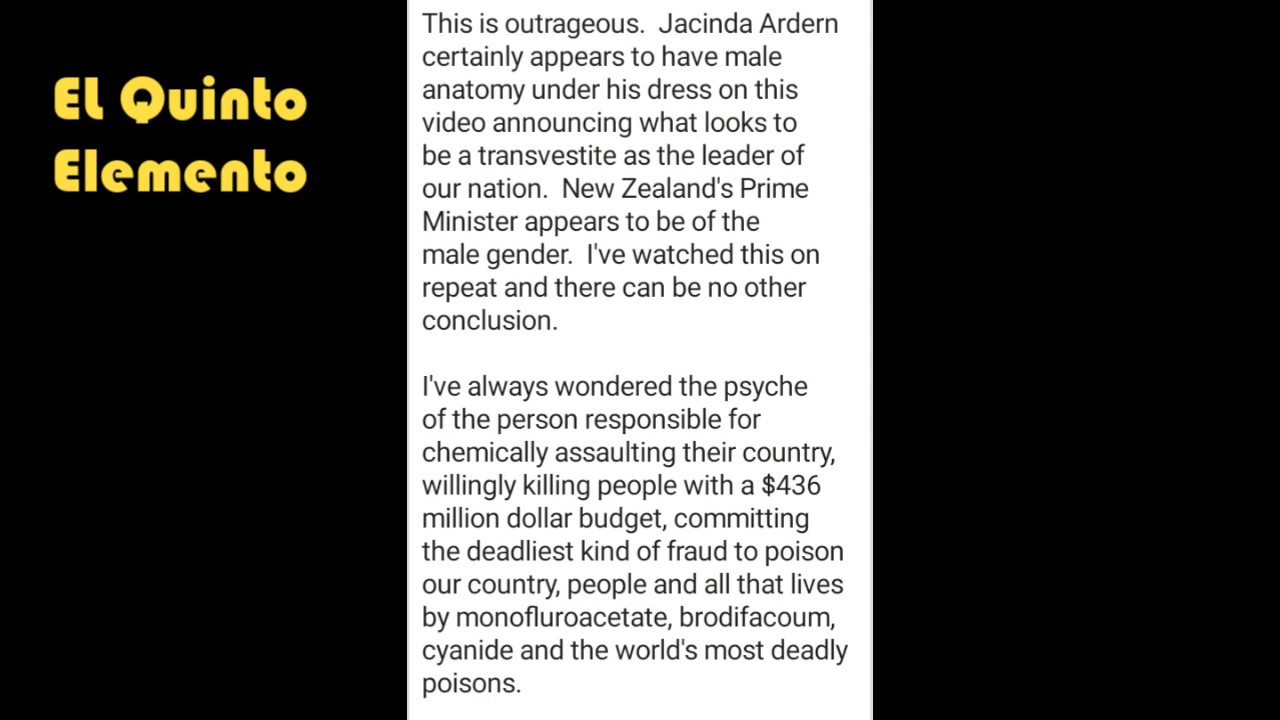 EL Quinto
Elemento
This is outrageous.  Jacinda Ardern
certainly appears to have male
anatomy under his dress on this
video announcing what looks to
be a transvestite as the leader of
our nation.  New Zealand's Prime
Minister appears to be of the
male gender.  I've watched this on
repeat and there can be no other
conclusion.
I've always wondered the psyche
of the person responsible for
chemically assaulting their country,
willingly killing people with a $436
million dollar budget, committing
the deadliest kind of fraud to poison
our country, people and all that lives
by monofluroacetate, brodifacoum,
cyanide and the world's most deadly
poisons.